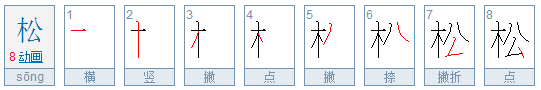 松 1 2 3 4 5 6 7 8
8 动画
sōng 横 竖 撇 点 撇 捺 撇折 点